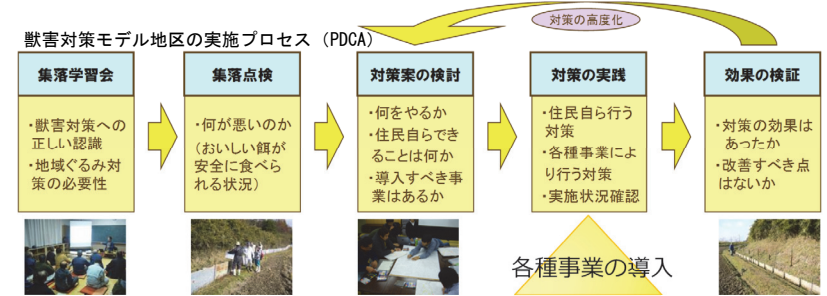 対策の高度化
獣害対策モデル地区の実施プロセス（PDCA）
集落学習会
・獣害対策への
正しい認識
・地域ぐるみ対
策の必要性
集落点検
・何が悪いのか
（おいしい餌が
安全に食べら
れる状況）
対策案の検討
・何をやるか
・住民自らでき
ることは何か
・導入すべき事
業はあるか
対策の実践
・住民自ら行う
対策
・各種事業によ
り行う対策
・実施状況確認
効果の検証
・対策の効果は
あったか
・改善すべき点
はないか
各種事業の導入